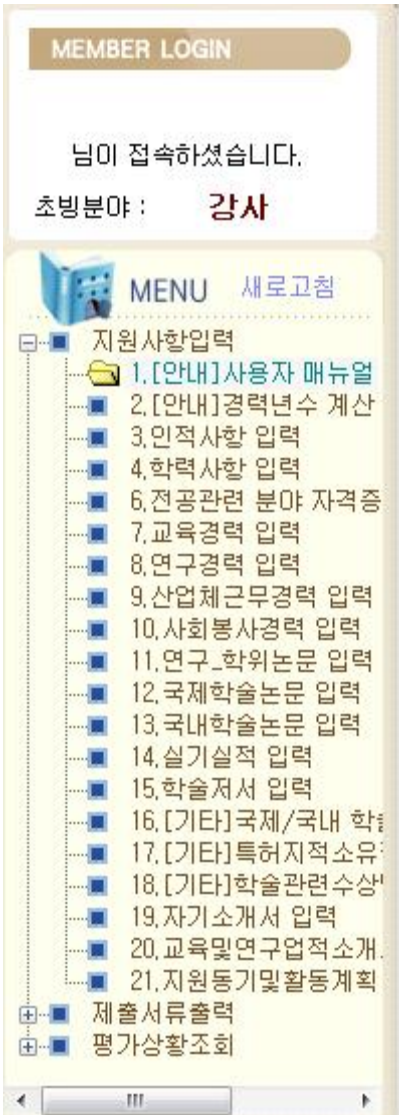 MEMBER LOGIN
님이 접속하셨습니다.
초빙분야 : 강사
MENU 새로고침
지원사항입력
1.[안내]사용자 매뉴얼
2.[안내]경력년수 계산
3.인적사항 입력
4.학력사항 입력
6.전공관련 분야 자격증
7.교육경력 입력
8.연구경력 입력
9.산업체근무경력 입력
10.사회봉사경력 입력
11.연구_학위논문 입력
12.국제학술논문 입력
13.국내학술논문 입력
14.실기실적 입력
15.학술저서 입력
16.[기타]국제/국내
17.[기타]특허지적소유
18.[기타]학술관련수상
19.자기소개서 입력
20.교육및연구업적소개
21.지원동기및활동계획
제출서류출력
평가상황조회